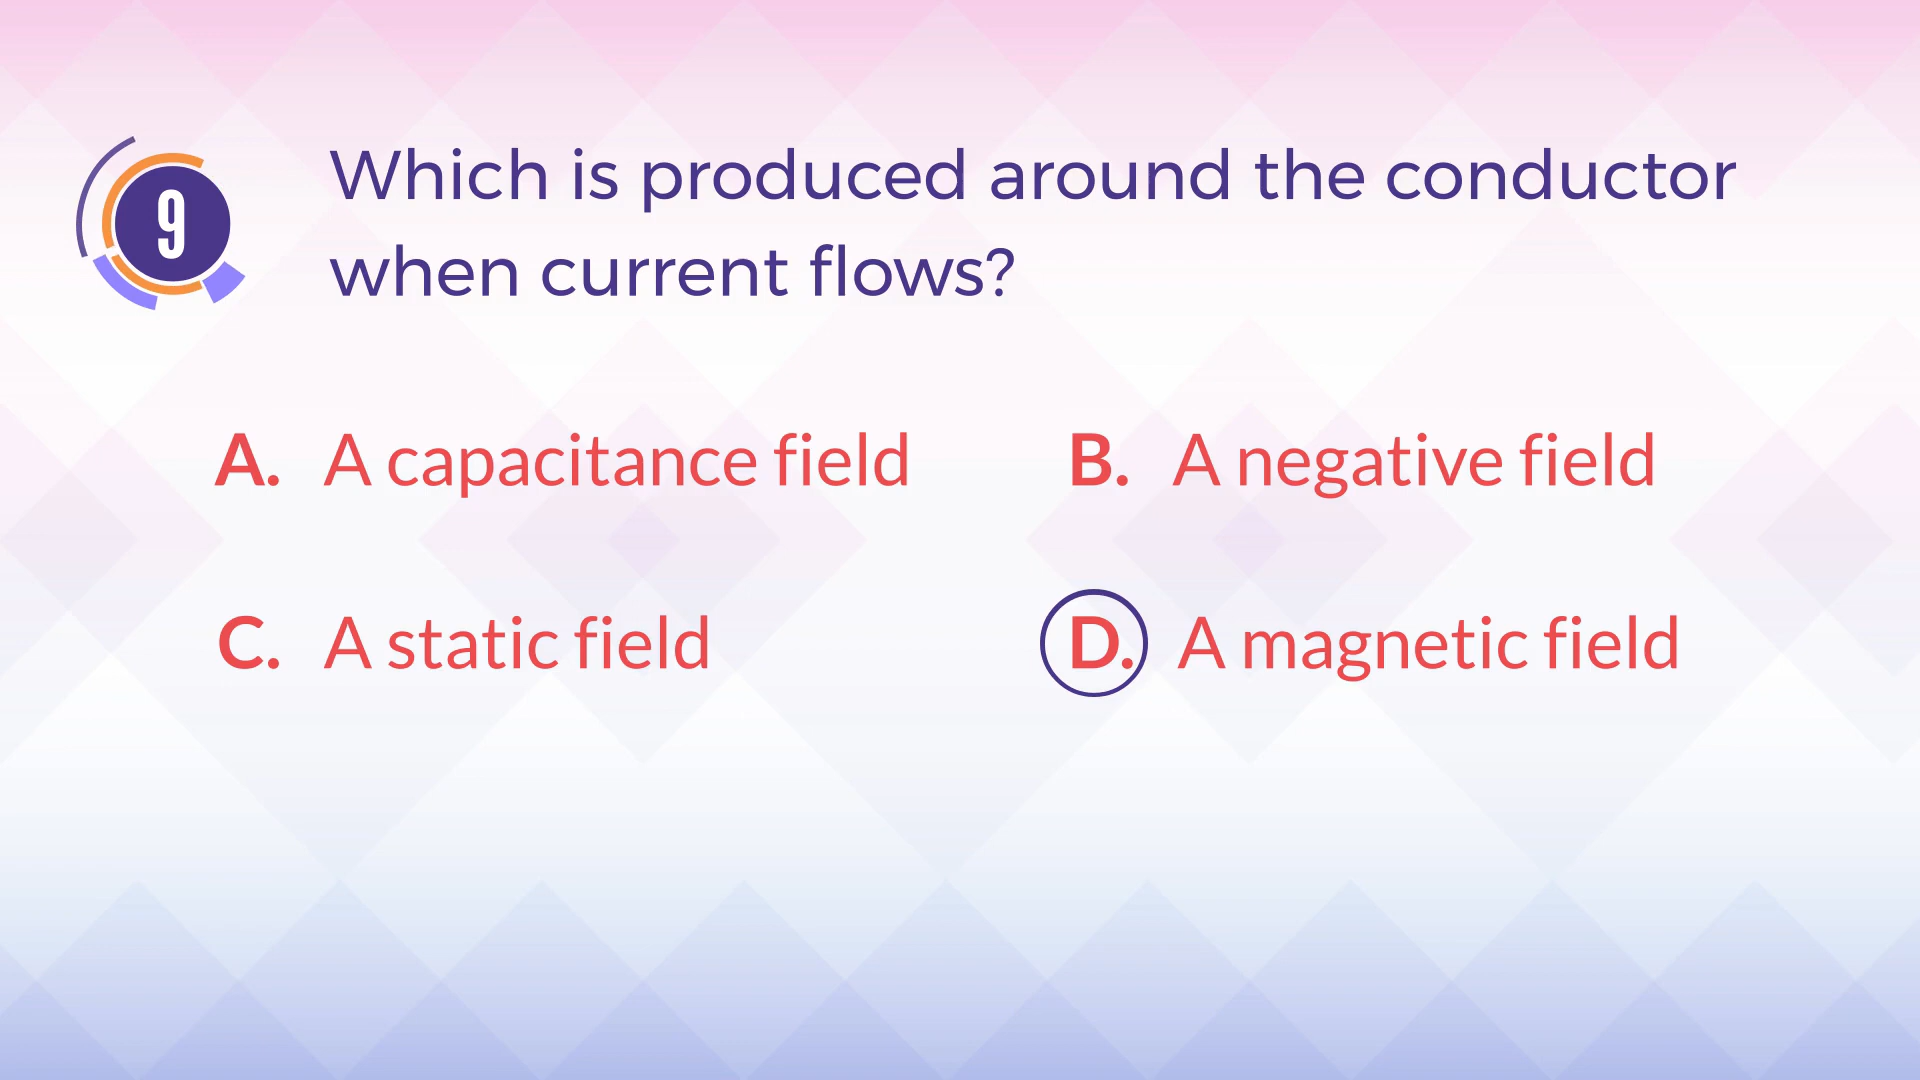 9
Which is produced around the conductor
when current flows?
A. A capacitance field
B. A negative field
C. A static field
D. A magnetic field